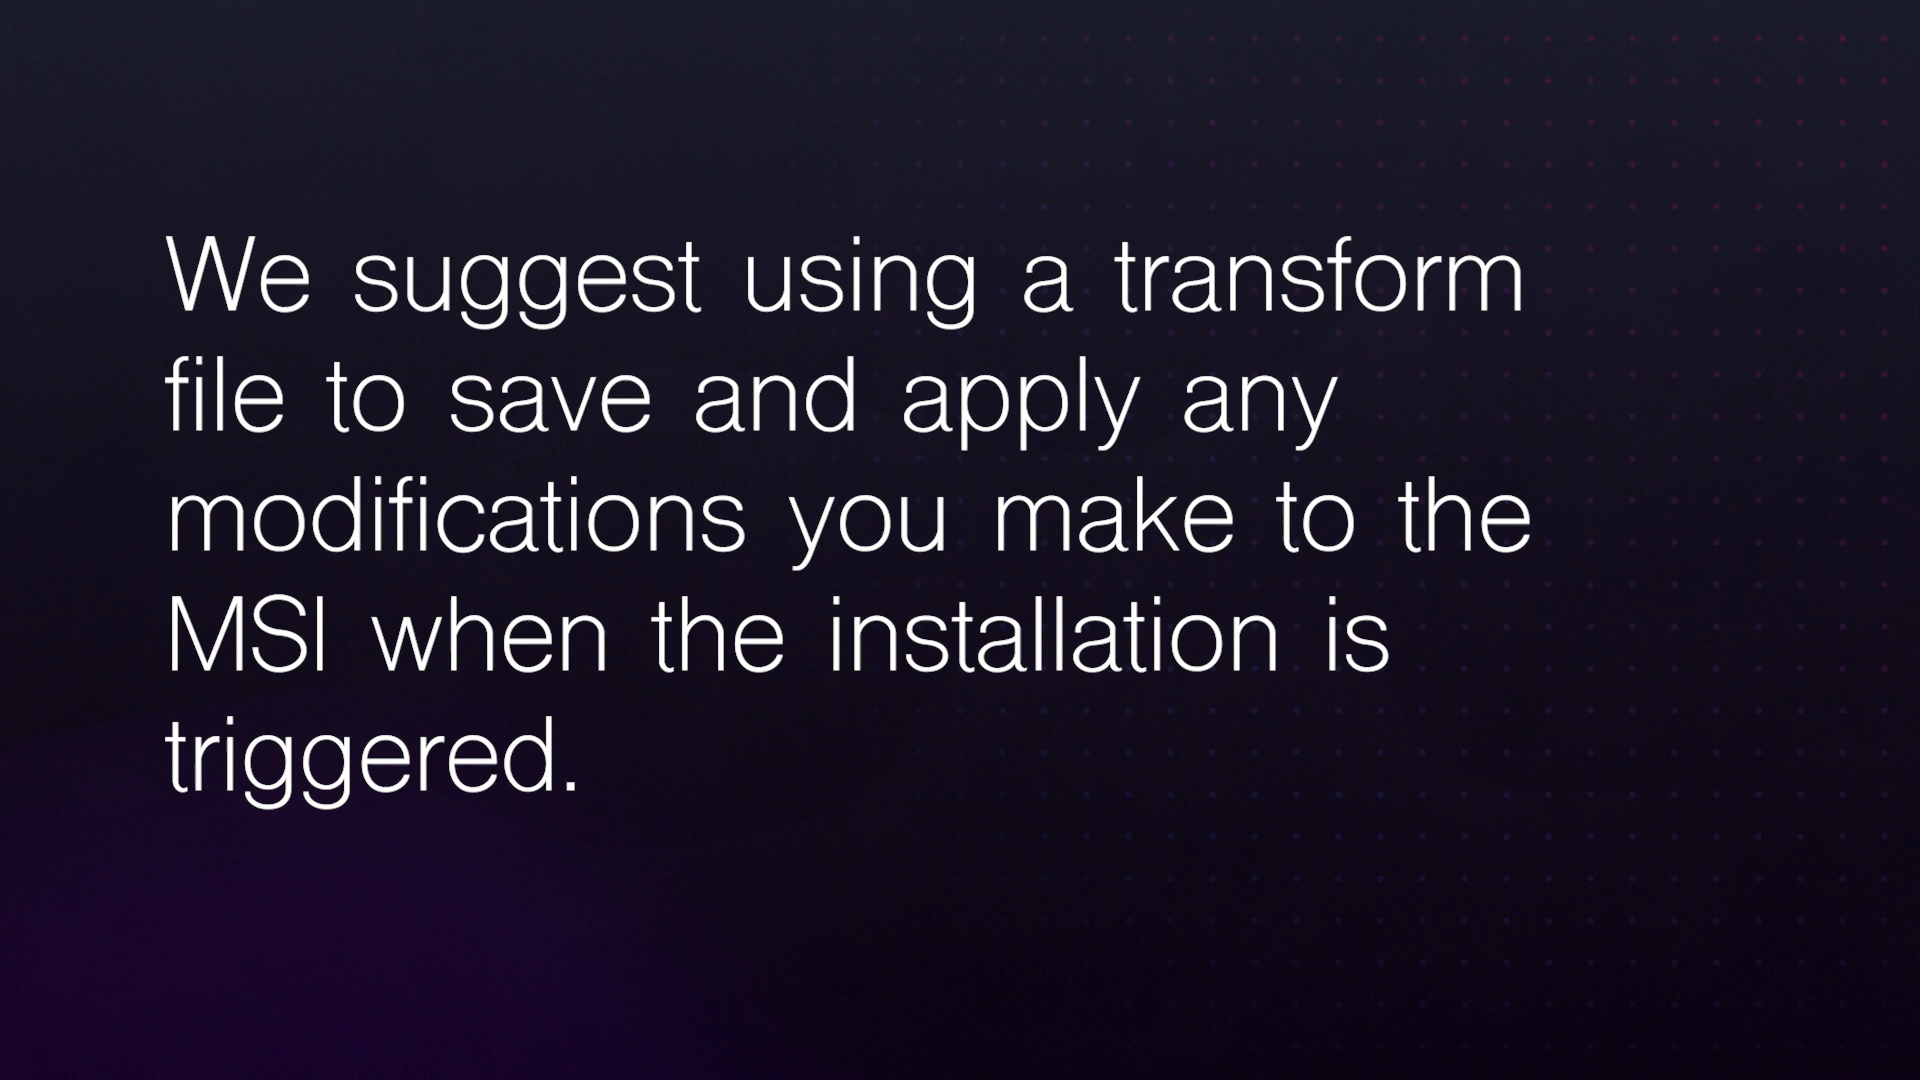 We suggest using a transform
file to save and apply any
modifications you make to the
MSI when the installation is
triggered.